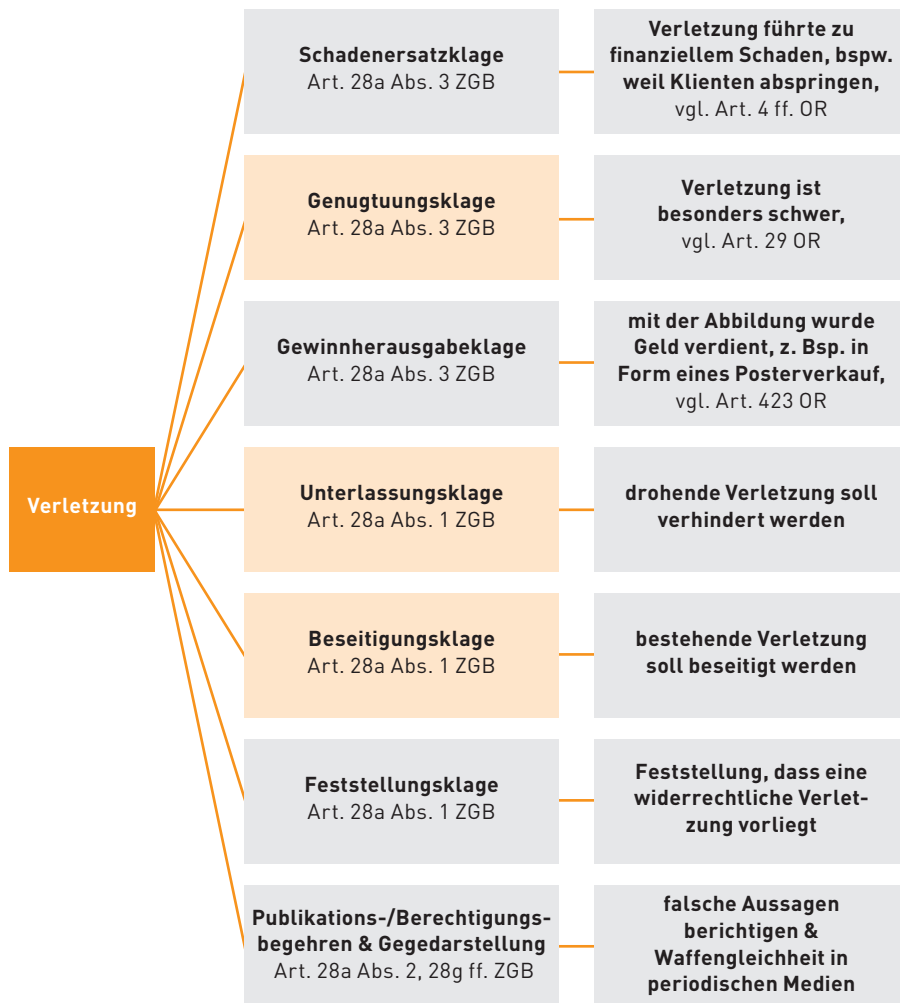 Schadenersatzklage
Art. 28a Abs. 3 ZGB
Verletzung führte zu
finanziellem Schaden, bspw.
weil Klienten abspringen,
vgl. Art. 4 ff. OR
Genugtuungsklage
Art. 28a Abs. 3 ZGB
Verletzung ist
besonders schwer,
vgl. Art. 29 OR
Gewinnherausgabeklage
Art. 28a Abs. 3 ZGB
mit der Abbildung wurde
Geld verdient, z. Bsp. in
Form eines Posterverkauf,
vgl. Art. 423 OR
Verletzung
Unterlassungsklage
Art. 28a Abs. 1 ZGB
drohende Verletzung soll
verhindert werden
Beseitigungsklage
Art. 28a Abs. 1 ZGB
bestehende Verletzung
soll beseitigt werden
Feststellungsklage
Art. 28a Abs. 1 ZGB
Feststellung, dass eine
widerrechtliche Verlet-
zung vorliegt
Publikations-/Berechtigungs-
begehren & Gegedarstellung
Art. 28a Abs. 2, 28g ff. ZGB
falsche Aussagen
berichtigen &
Waffengleichheit in
periodischen Medien